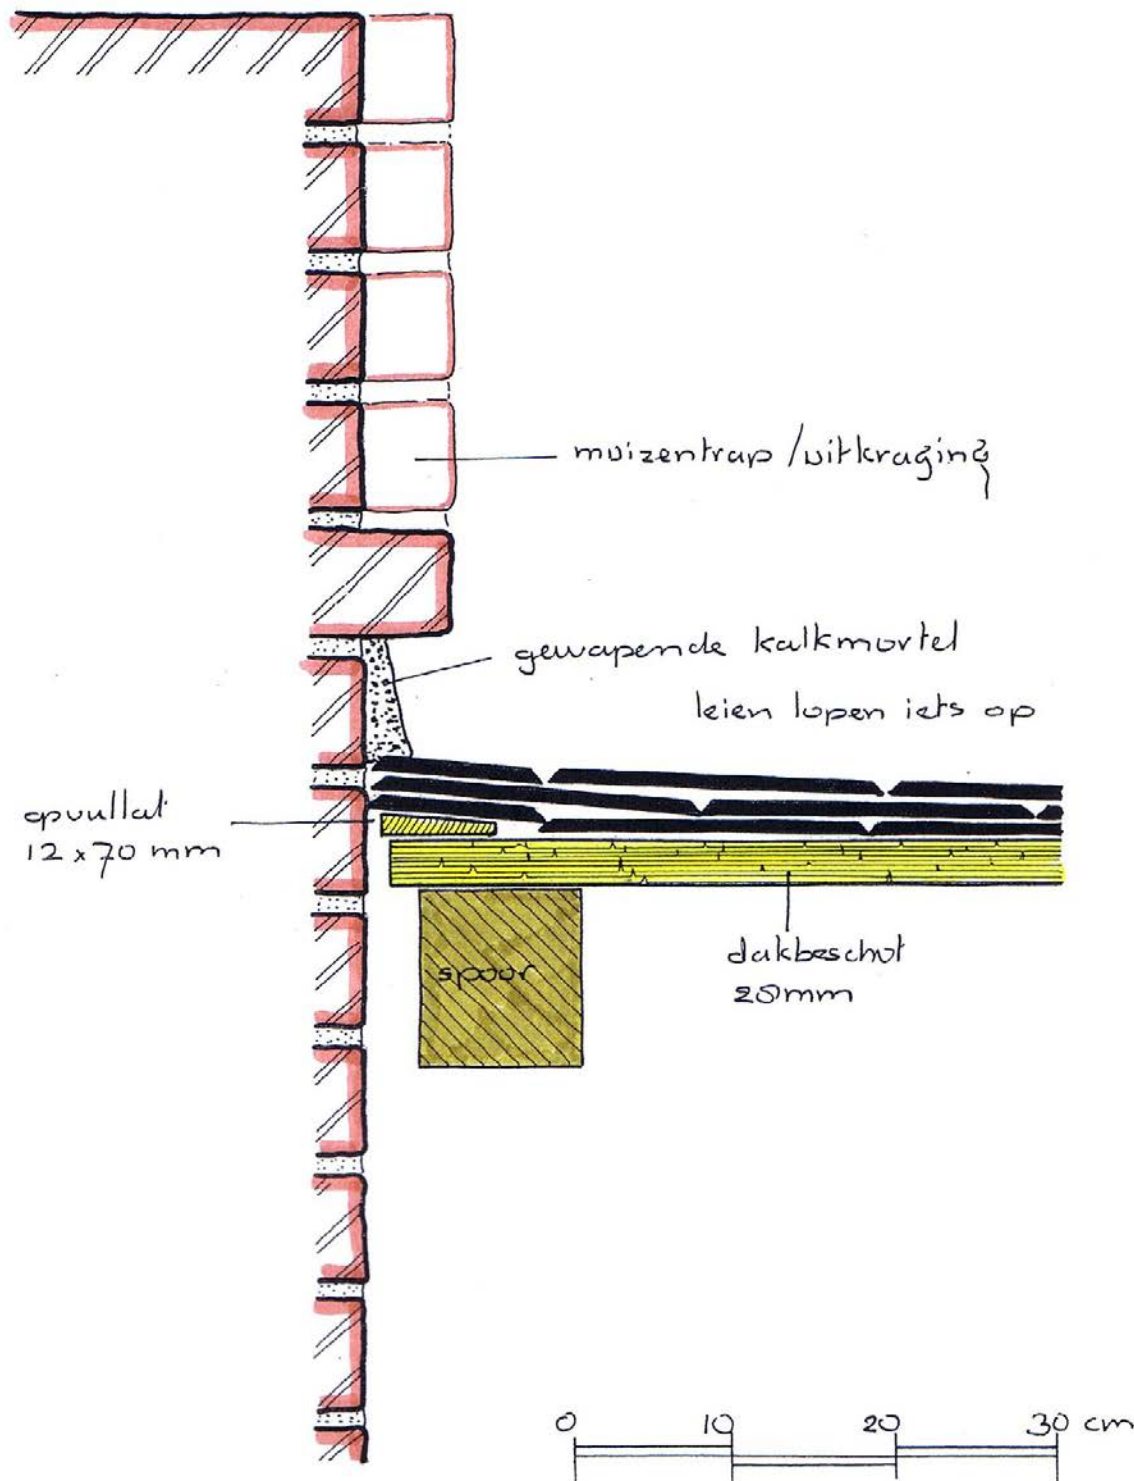 muizentrap / uitkraging
gewapende kalkmortel
leien lopen iets op
opvullat
12 x 70 mm
spoor
dakbeschot
28mm
0 10 20 30 cm